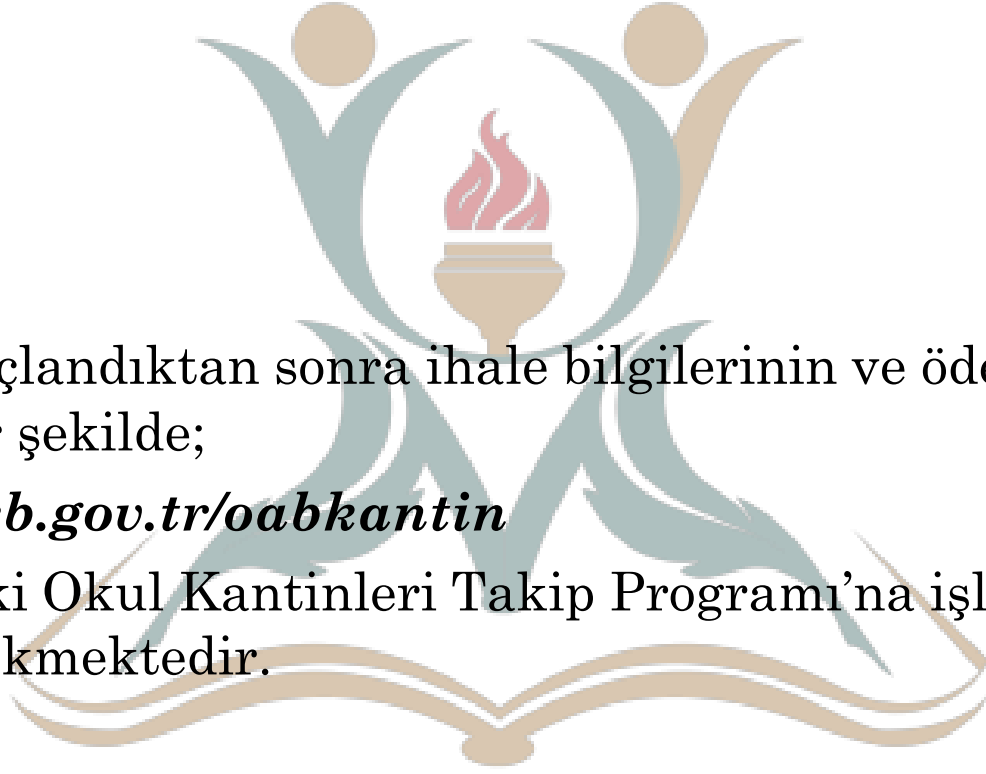 çlandıktan sonra ihale bilgilerinin ve öde
şekilde;
b.gov.tr/oabkantin
ki Okul Kantinleri Takip Programı’na işl
kmektedir.